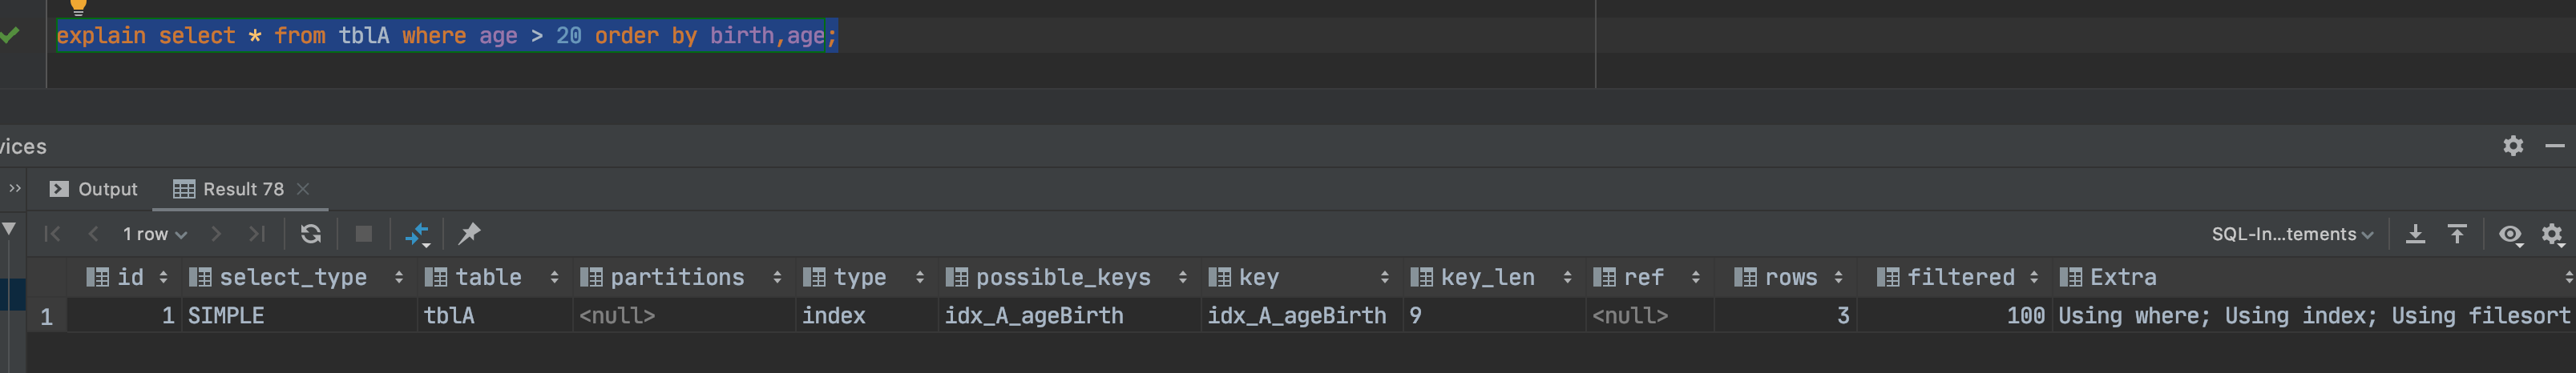 explain select * from tblA where age > 20 order by birth,age;
vices
Output Result 78
1 row SQL-In...tements
id select_type table partitions type possible_keys key key_len ref rows filtered Extra
1 1 SIMPLE tblA <null> index idx_A_ageBirth idx_A_ageBirth 9 <null> 3 100 Using where; Using index; Using filesort